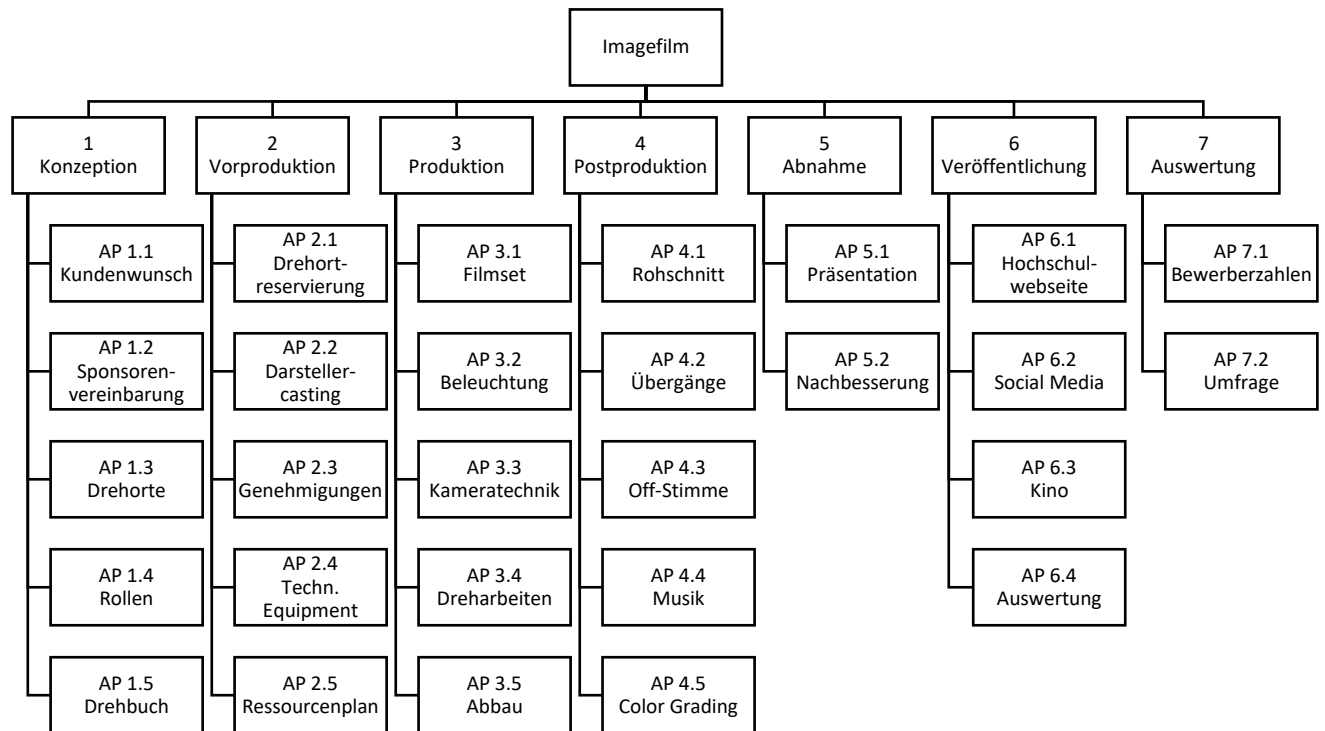 Imagefilm
1
Konzeption
2
Vorproduktion
3
Produktion
4
Postproduktion
5
Abnahme
6
Veröffentlichung
7
Auswertung
AP 1.1
Kundenwunsch
AP 1.2
Sponsoren-
vereinbarung
AP 1.3
Drehorte
AP 1.4
Rollen
AP 1.5
Drehbuch
AP 2.1
Drehort-
reservierung
AP 2.2
Darsteller-
casting
AP 2.3
Genehmigungen
AP 2.4
Techn.
Equipment
AP 2.5
Ressourcenplan
AP 3.1
Filmset
AP 3.2
Beleuchtung
AP 3.3
Kameratechnik
AP 3.4
Dreharbeiten
AP 3.5
Abbau
AP 4.1
Rohschnitt
AP 4.2
Übergänge
AP 4.3
Off-Stimme
AP 4.4
Musik
AP 4.5
Color Grading
AP 5.1
Präsentation
AP 5.2
Nachbesserung
AP 6.1
Hochschul-
webseite
AP 6.2
Social Media
AP 6.3
Kino
AP 6.4
Auswertung
AP 7.1
Bewerberzahlen
AP 7.2
Umfrage